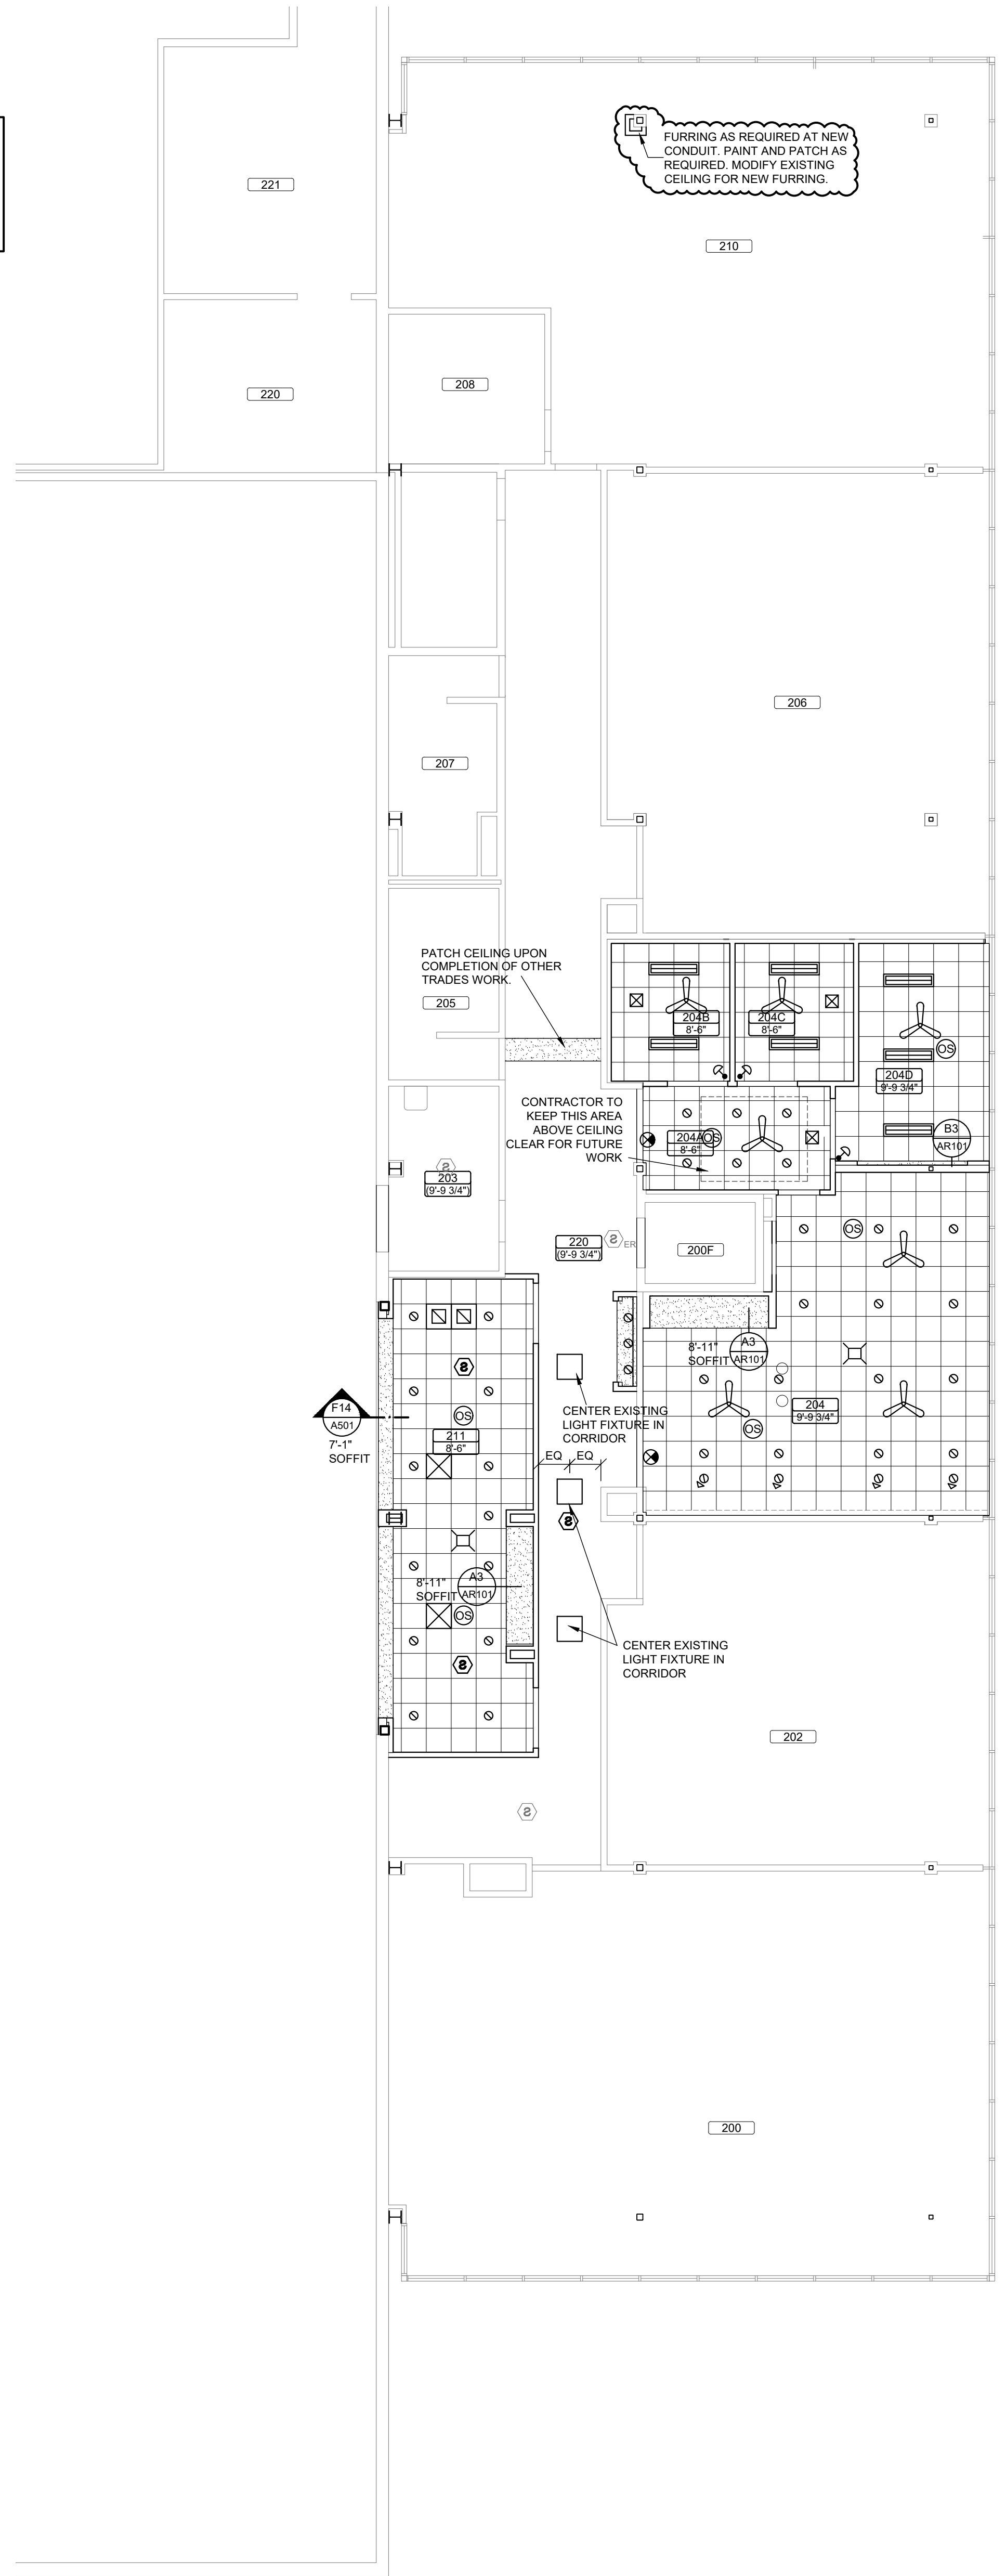 FURRING AS REQUIRED AT NEW
CONDUIT. PAINT AND PATCH AS
REQUIRED. MODIFY EXISTING
CEILING FOR NEW FURRING.
221
210
220
208
206
207
PATCH CEILING UPON
COMPLETION OF OTHER
TRADES WORK.
205
204B
8'-6"
204C
8'-6"
OS
204D
9'-9 3/4"
CONTRACTOR TO
KEEP THIS AREA
ABOVE CEILING
CLEAR FOR FUTURE
WORK
204A
8'-6"
OS
B3
AR101
S
203
(9'-9 3/4")
220
(9'-9 3/4")
S
ER
200F
OS
8'-11"
SOFFIT
A3
AR101
S
CENTER EXISTING
LIGHT FIXTURE IN
CORRIDOR
204
9'-9 3/4"
OS
F14
A501
7'-1"
SOFFIT
OS
211
8'-6"
EQ
EQ
S
8'-11"
SOFFIT
A3
AR101
OS
S
CENTER EXISTING
LIGHT FIXTURE IN
CORRIDOR
202
S
200